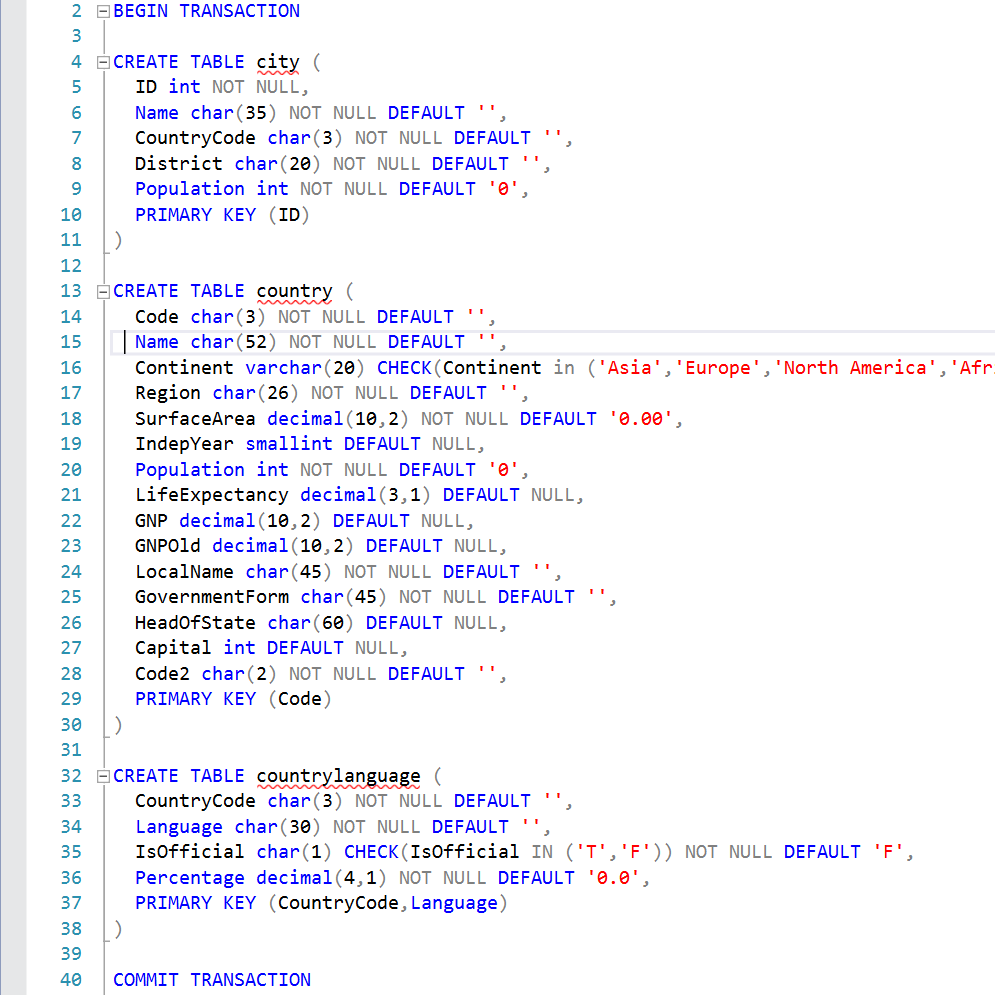 2 BEGIN TRANSACTION
3
4 CREATE TABLE city (
5 ID int NOT NULL,
6 Name char(35) NOT NULL DEFAULT '',
7 CountryCode char(3) NOT NULL DEFAULT '',
8 District char(20) NOT NULL DEFAULT '',
9 Population int NOT NULL DEFAULT '0',
10 PRIMARY KEY (ID)
11 )
12
13 CREATE TABLE country (
14 Code char(3) NOT NULL DEFAULT '',
15 Name char(52) NOT NULL DEFAULT '',
16 Continent varchar(20) CHECK(Continent in ('Asia','Europe','North America','Afr
17 Region char(26) NOT NULL DEFAULT '',
18 SurfaceArea decimal(10,2) NOT NULL DEFAULT '0.00',
19 IndepYear smallint DEFAULT NULL,
20 Population int NOT NULL DEFAULT '0',
21 LifeExpectancy decimal(3,1) DEFAULT NULL,
22 GNP decimal(10,2) DEFAULT NULL,
23 GNPOld decimal(10,2) DEFAULT NULL,
24 LocalName char(45) NOT NULL DEFAULT '',
25 GovernmentForm char(45) NOT NULL DEFAULT '',
26 HeadOfState char(60) DEFAULT NULL,
27 Capital int DEFAULT NULL,
28 Code2 char(2) NOT NULL DEFAULT '',
29 PRIMARY KEY (Code)
30 )
31
32 CREATE TABLE countrylanguage (
33 CountryCode char(3) NOT NULL DEFAULT '',
34 Language char(30) NOT NULL DEFAULT '',
35 IsOfficial char(1) CHECK(IsOfficial IN ('T','F')) NOT NULL DEFAULT 'F',
36 Percentage decimal(4,1) NOT NULL DEFAULT '0.0',
37 PRIMARY KEY (CountryCode,Language)
38 )
39
40 COMMIT TRANSACTION